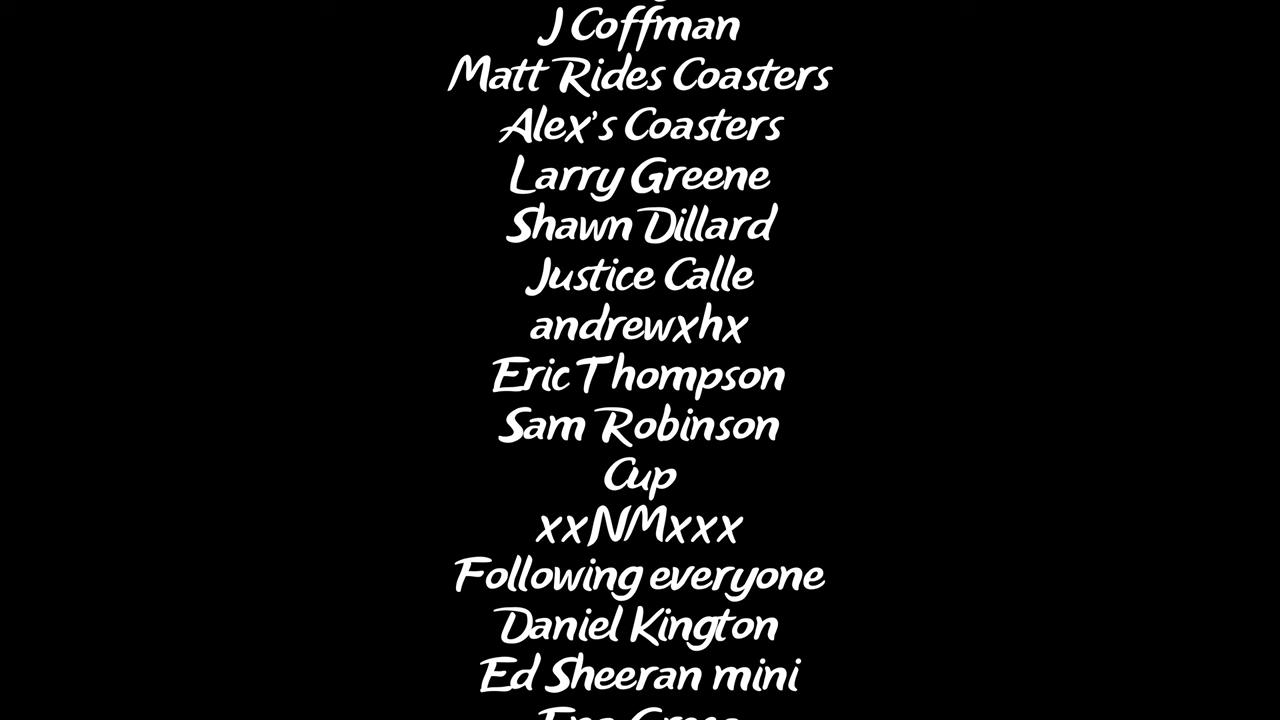 J Coffman
Matt Rides Coasters
Alex's Coasters
Larry Greene
Shawn Dillard
Justice Calle
andrewxhx
Eric Thompson
Sam Robinson
Cup
xxNMxxx
Following everyone
Daniel Kington
Ed Sheeran mini